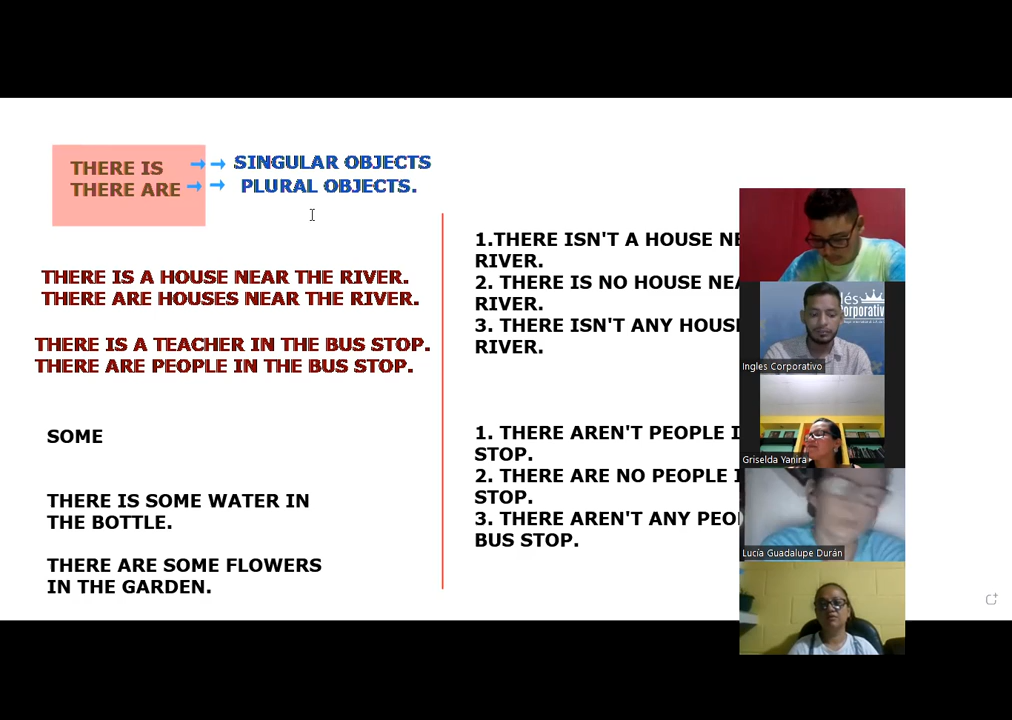 THERE IS
THERE ARE
SINGULAR OBJECTS
PLURAL OBJECTS.
THERE IS A HOUSE NEAR THE RIVER.
THERE ARE HOUSES NEAR THE RIVER.
THERE IS A TEACHER IN THE BUS STOP.
THERE ARE PEOPLE IN THE BUS STOP.
SOME
THERE IS SOME WATER IN
THE BOTTLE.
THERE ARE SOME FLOWERS
IN THE GARDEN.
1.THERE ISN'T A HOUSE
RIVER.
2. THERE IS NO HOUSE
RIVER.
3. THERE ISN'T ANY
RIVER.
1. THERE AREN'T PEOPLE
STOP.
2. THERE ARE NO PEOPLE
STOP.
3. THERE AREN'T ANY
BUS STOP.
Ingles Corporativo
Griselda Yanira
Lucía Guadalupe Durán